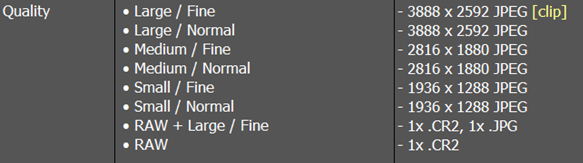 Quality • Large / Fine - 3888 x 2592 JPEG [clip]
• Large / Normal - 3888 x 2592 JPEG
• Medium / Fine - 2816 x 1880 JPEG
• Medium / Normal - 2816 x 1880 JPEG
• Small / Fine - 1936 x 1288 JPEG
• Small / Normal - 1936 x 1288 JPEG
• RAW + Large / Fine - 1x .CR2, 1x .JPG
• RAW - 1x .CR2